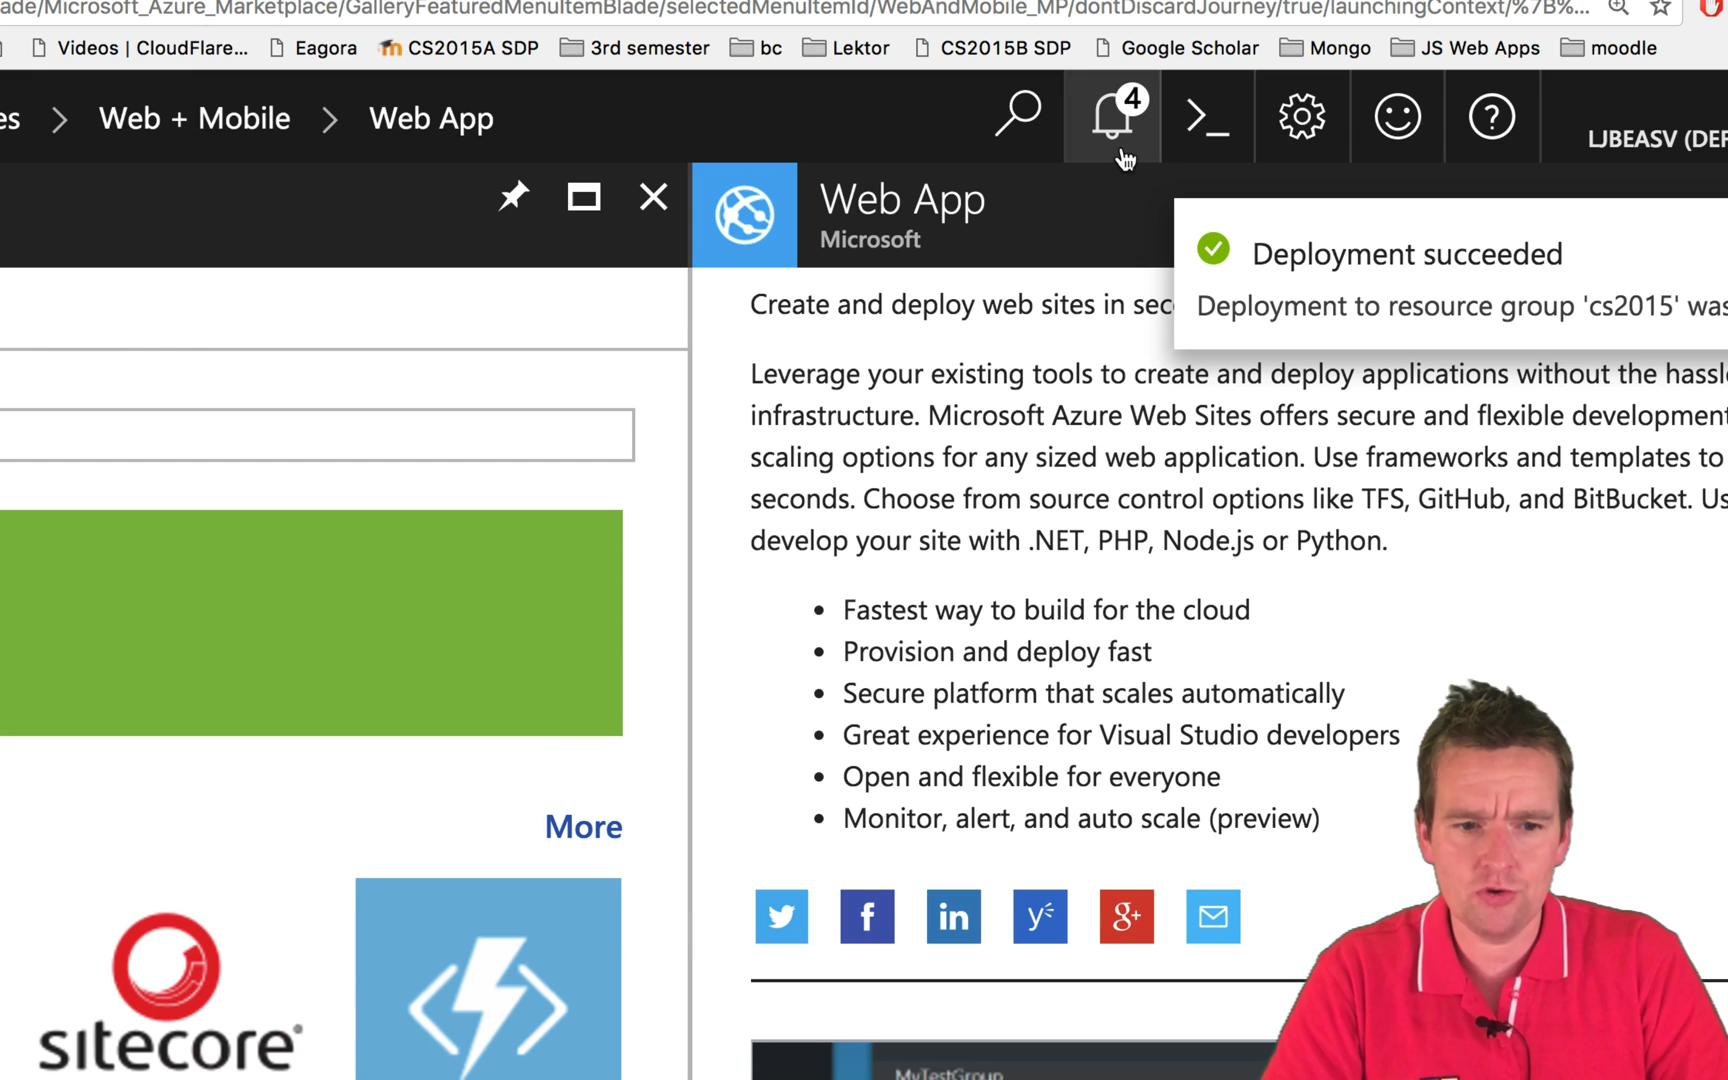 ade/Microsoft_Azure_Marketplace/GalleryFeaturedMenuItemBlade/selectedMenuItemId/WebAndMobile_MP/dontDiscardJourney/true/launchingContext/%7B%...
Videos | CloudFlare... Eagora CS2015A SDP 3rd semester bc Lektor CS2015B SDP Google Scholar Mongo JS Web Apps moodle
es > Web + Mobile > Web App
4
LJBEASV (DEF
Web App
Microsoft
Deployment succeeded
Deployment to resource group 'cs2015' was
Create and deploy web sites in sec
Leverage your existing tools to create and deploy applications without the hassl
infrastructure. Microsoft Azure Web Sites offers secure and flexible development
scaling options for any sized web application. Use frameworks and templates to
seconds. Choose from source control options like TFS, GitHub, and BitBucket. Us
develop your site with .NET, PHP, Node.js or Python.
• Fastest way to build for the cloud
• Provision and deploy fast
• Secure platform that scales automatically
• Great experience for Visual Studio developers
• Open and flexible for everyone
• Monitor, alert, and auto scale (preview)
More
sitecore
MyTestGroup